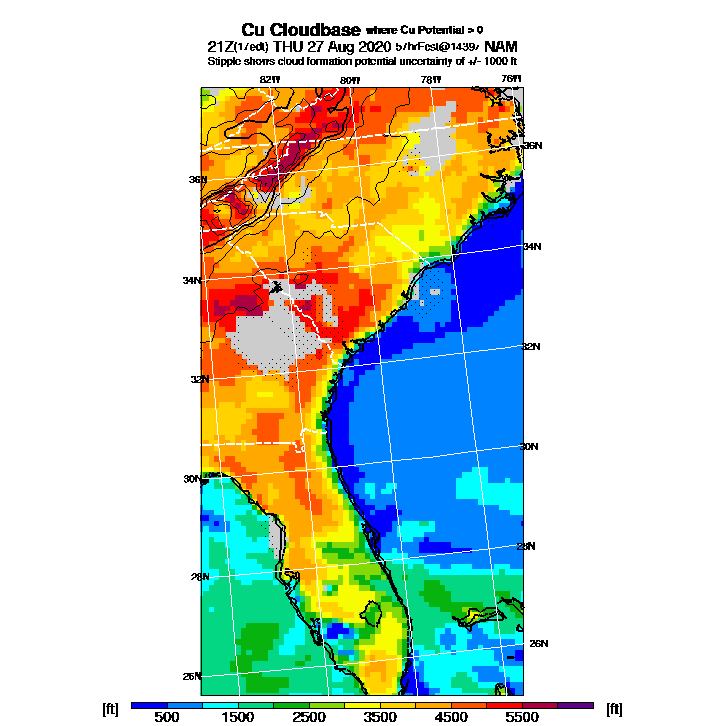 Cu Cloudbase where Cu Potential > 0
21Z(17edt) THU 27 Aug 2020 57hrFcst@1439z NAM
Stipple shows cloud formation potential uncertainty of +/- 1000 ft
82W 80W 78W 76W
36N 36N
34N 34N
32N 32N
30N 30N
28N 28N
26N 26N
[ft] 500 1500 2500 3500 4500 5500 [ft]